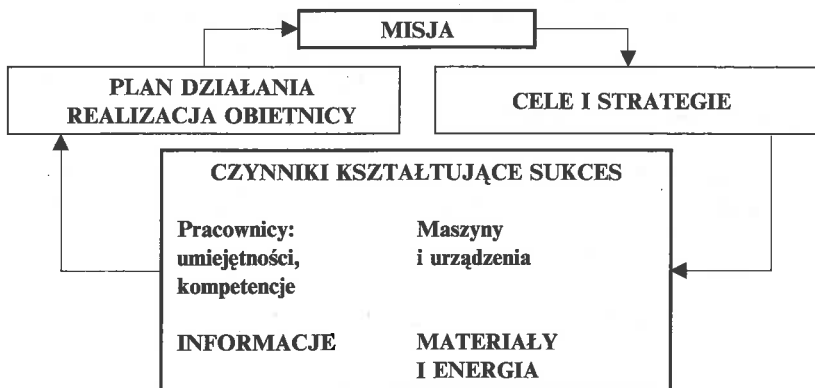 MISJA
PLAN DZIAŁANIA
REALIZACJA OBIETNICY
CELE I STRATEGIE
CZYNNIKI KSZTAŁTUJĄCE SUKCES
Pracownicy:
umiejętności,
kompetencje
Maszyny
i urządzenia
INFORMACJE
MATERIAŁY
I ENERGIA